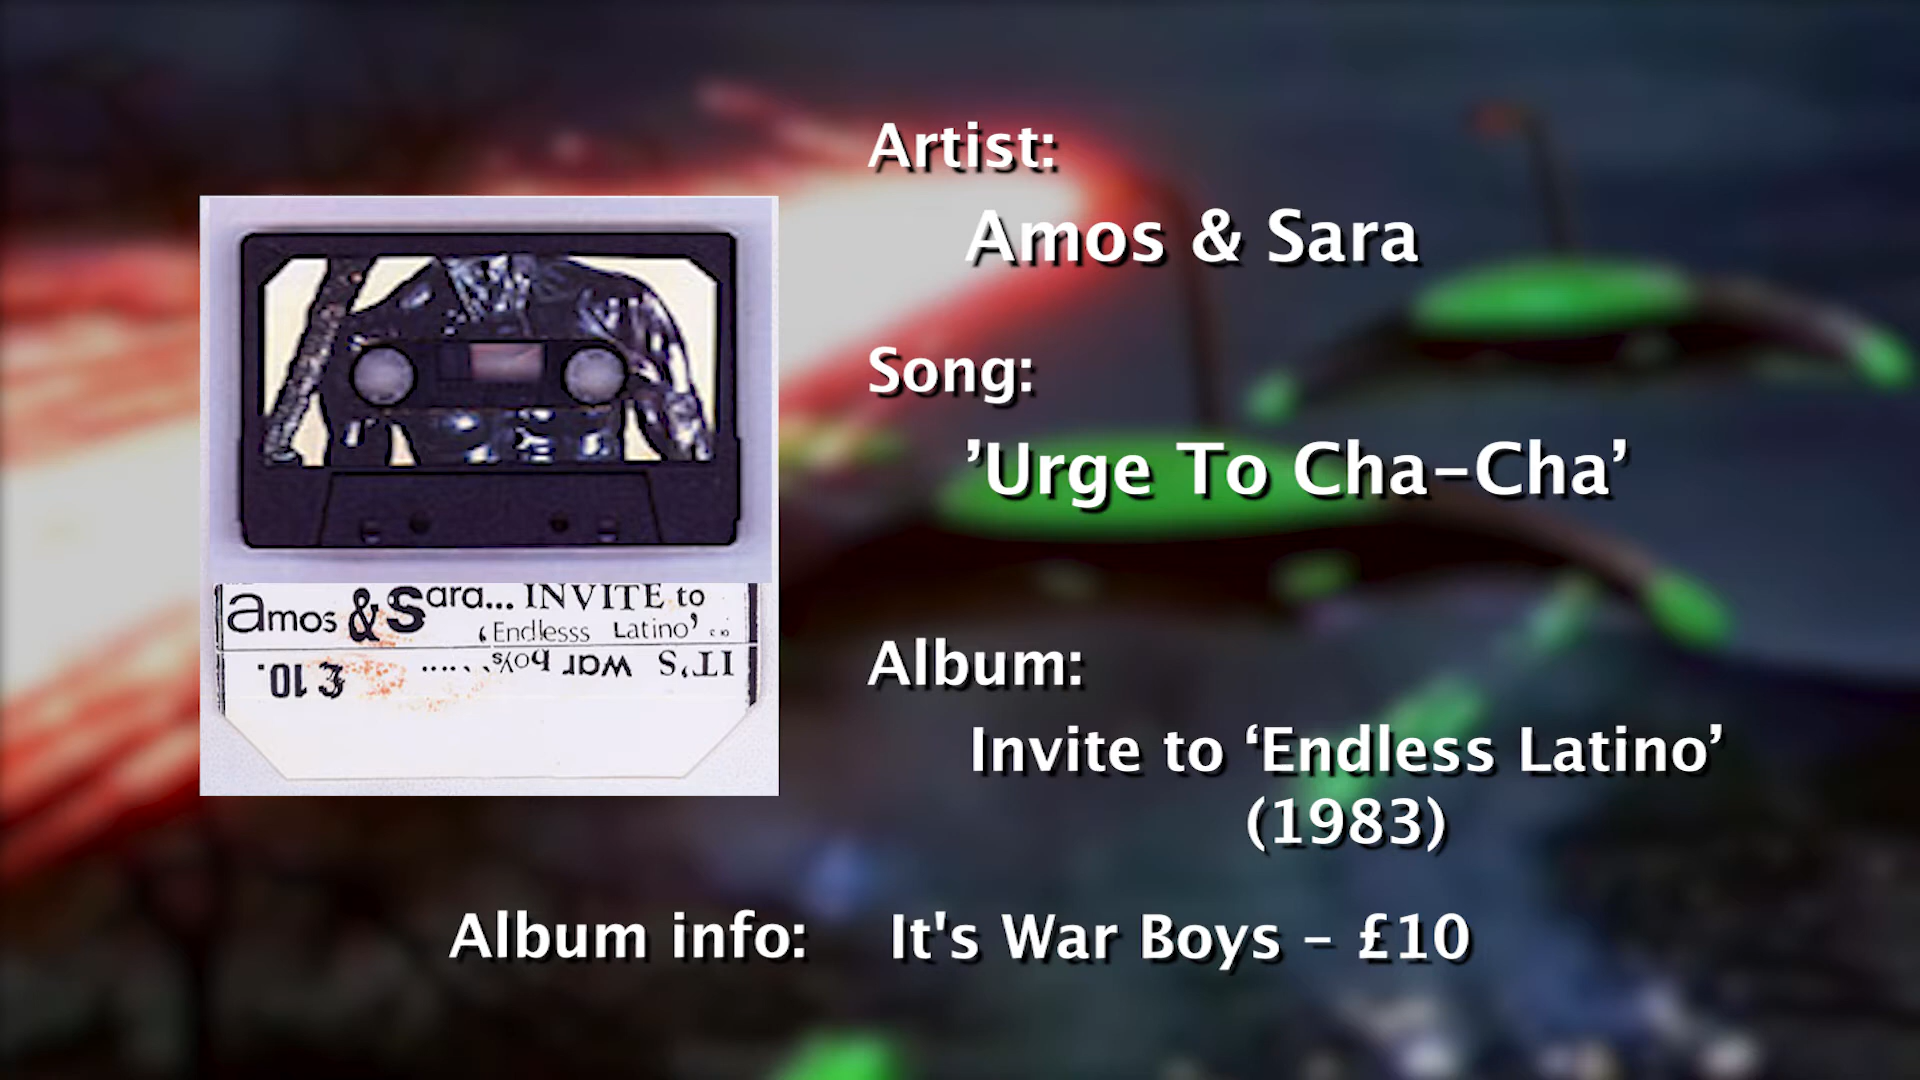 Artist:
Amos & Sara
Song:
’Urge To Cha-Cha’
Album:
Invite to ‘Endless Latino’
(1983)
Album info: It's War Boys – £10
amos & Sara... INVITE to
‘Endlesss Latino’ ...
IT'S war boys......
£ 10.